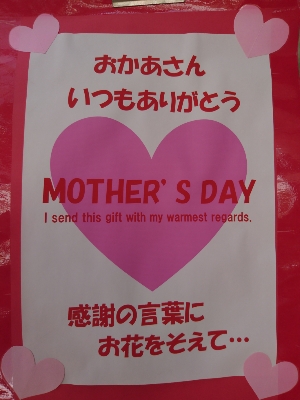 おかあさん
いつもありがとう
MOTHER'S DAY
I send this gift with my warmest regards.
感謝の言葉に
お花をそえて…